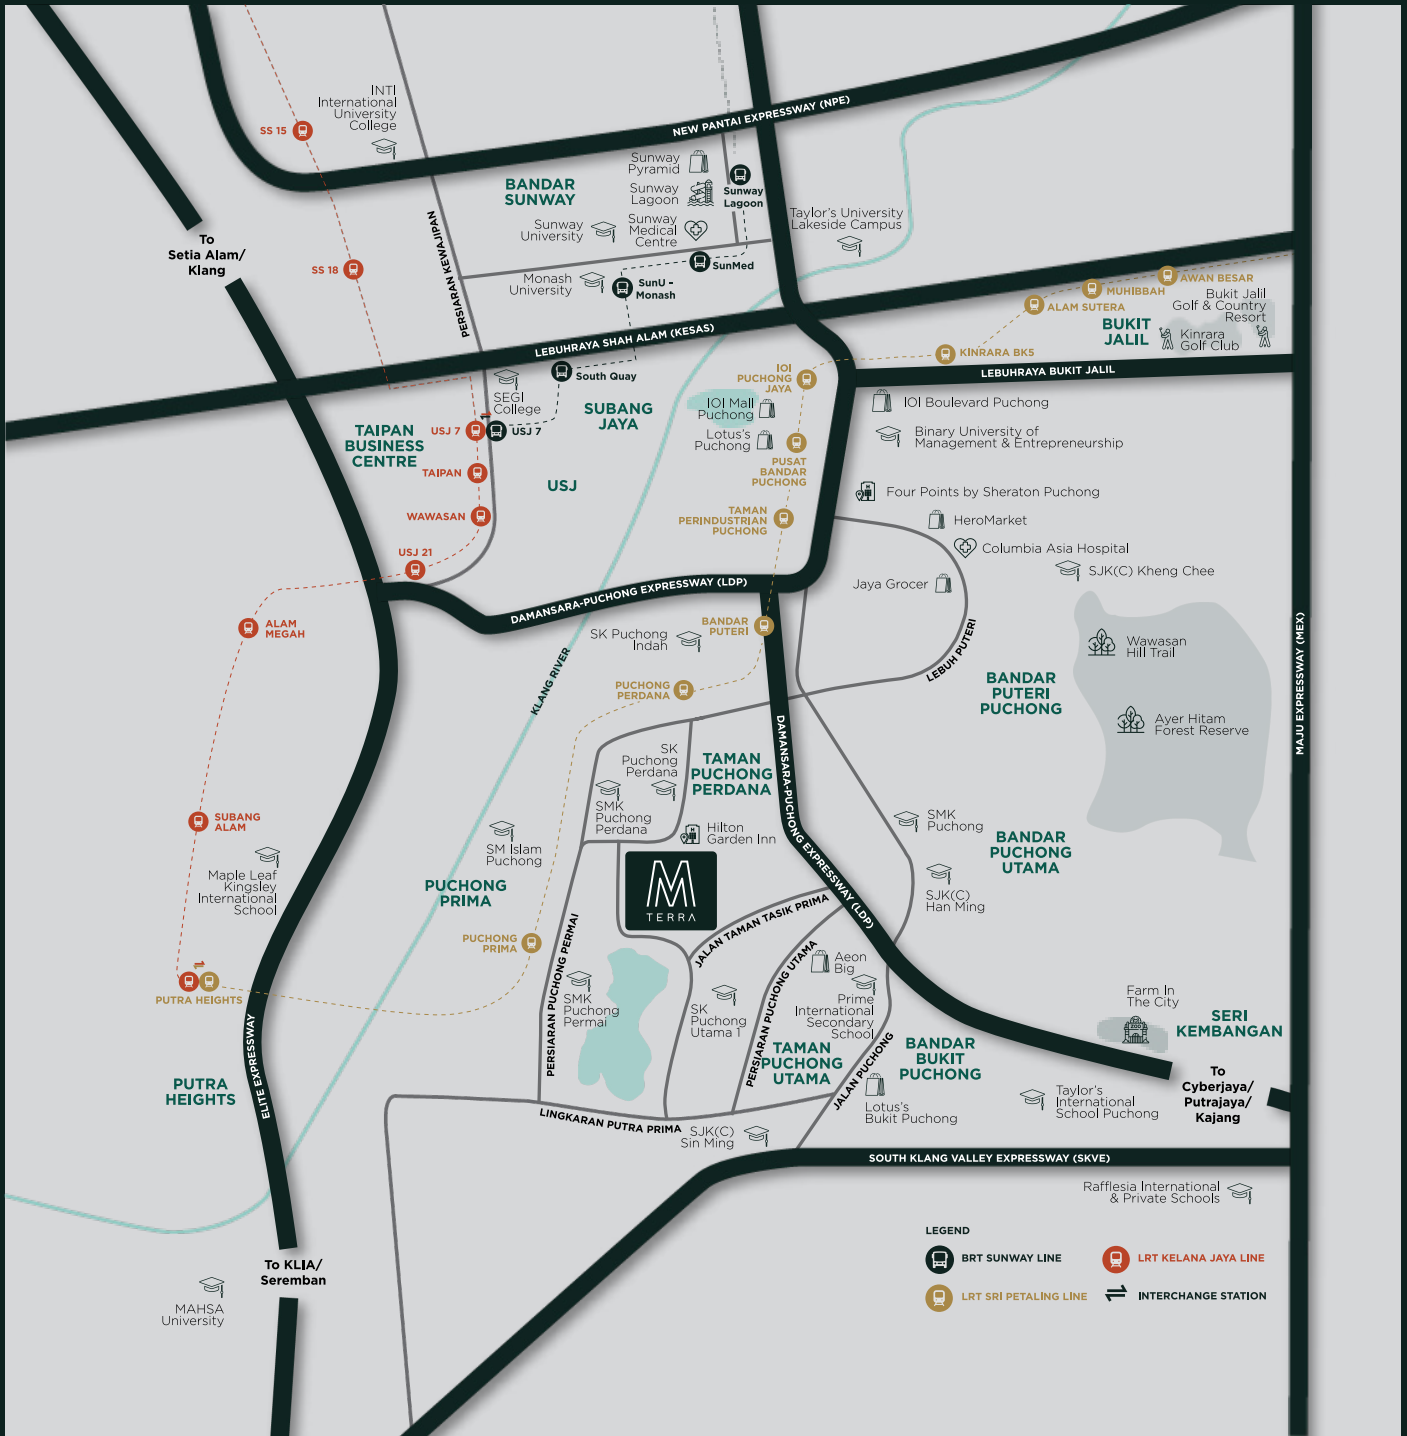 NEW PANTAI EXPRESSWAY (NPE)
INTI
International
University
College
SS 15
Sunway
Pyramid
Sunway
Lagoon
Sunway
Lagoon
BANDAR
SUNWAY
Sunway
University
Sunway
Medical
Centre
Taylor's University
Lakeside Campus
To
Setia Alam/
Klang
SS 18
PERSIARAN KEWAJIPAN
Monash
University
SunMed
SunU -
Monash
AWAN BESAR
MUHIBBAH
ALAM SUTERA
Bukit Jalil
Golf & Country
Resort
BUKIT
JALIL
Kinrara
Golf Club
LEBUHRAYA SHAH ALAM (KESAS)
KINRARA BK5
LEBUHRAYA BUKIT JALIL
South Quay
SEGI
College
IOI
PUCHONG
JAYA
IOI Mall
Puchong
IOI Boulevard Puchong
SUBANG
JAYA
TAIPAN
BUSINESS
CENTRE
USJ 7
USJ 7
Lotus's
Puchong
Binary University of
Management & Entrepreneurship
PUSAT
BANDAR
PUCHONG
TAIPAN
USJ
Four Points by Sheraton Puchong
WAWASAN
TAMAN
PERINDUSTRIAN
PUCHONG
HeroMarket
Columbia Asia Hospital
USJ 21
SJK(C) Kheng Chee
Jaya Grocer
DAMANSARA-PUCHONG EXPRESSWAY (LDP)
ALAM
MEGAH
BANDAR
PUTERI
SK Puchong
Indah
LEBUH PUTERI
Wawasan
Hill Trail
MAJU EXPRESSWAY (MEX)
KLANG RIVER
PUCHONG
PERDANA
BANDAR
PUTERI
PUCHONG
Ayer Hitam
Forest Reserve
DAMANSARA-PUCHONG EXPRESSWAY (LDP)
SK
Puchong
Perdana
TAMAN
PUCHONG
PERDANA
SMK
Puchong
Perdana
SUBANG
ALAM
SMK
Puchong
Hilton
Garden Inn
BANDAR
PUCHONG
UTAMA
SM Islam
Puchong
Maple Leaf
Kingsley
International
School
PUCHONG
PRIMA
M
TERRA
SJK(C)
Han Ming
JALAN TAMAN TASIK PRIMA
PUCHONG
PRIMA
PERSIARAN PUCHONG PERMAI
PERSIARAN PUCHONG UTAMA
Aeon
Big
PUTRA HEIGHTS
SMK
Puchong
Permai
SK
Puchong
Utama 1
Prime
International
Secondary
School
Farm In
The City
ZOO
SERI
KEMBANGAN
ELITE EXPRESSWAY
TAMAN
PUCHONG
UTAMA
BANDAR
BUKIT
PUCHONG
JALAN PUCHONG
PUTRA
HEIGHTS
To
Cyberjaya/
Putrajaya/
Kajang
Lotus's
Bukit Puchong
Taylor's
International
School Puchong
LINGKARAN PUTRA PRIMA
SJK(C)
Sin Ming
SOUTH KLANG VALLEY EXPRESSWAY (SKVE)
Rafflesia International
& Private Schools
To KLIA/
Seremban
MAHSA
University
LEGEND
BRT SUNWAY LINE
LRT KELANA JAYA LINE
LRT SRI PETALING LINE
INTERCHANGE STATION